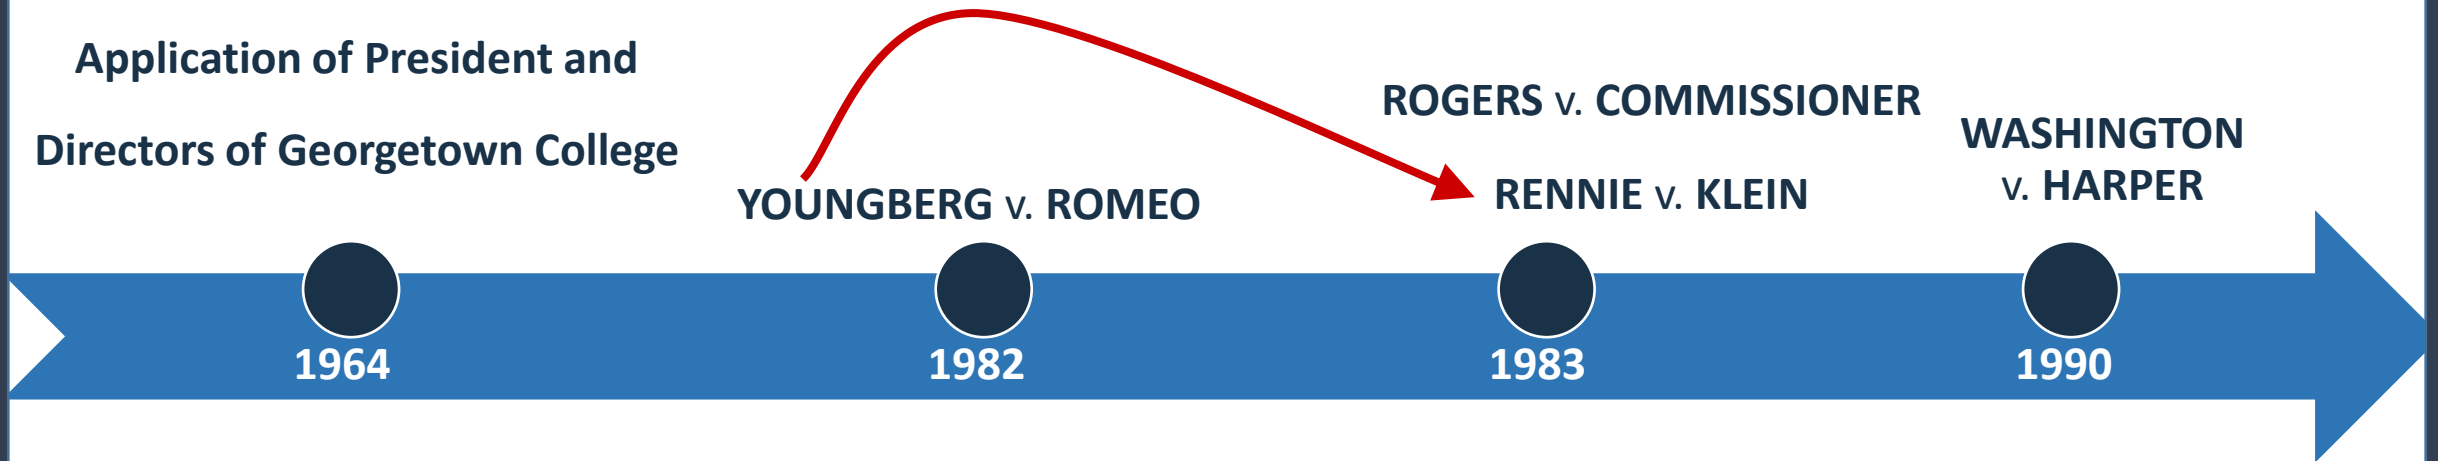 Application of President and
Directors of Georgetown College
YOUNGBERG v. ROMEO
ROGERS v. COMMISSIONER
RENNIE v. KLEIN
WASHINGTON
v. HARPER
1964
1982
1983
1990